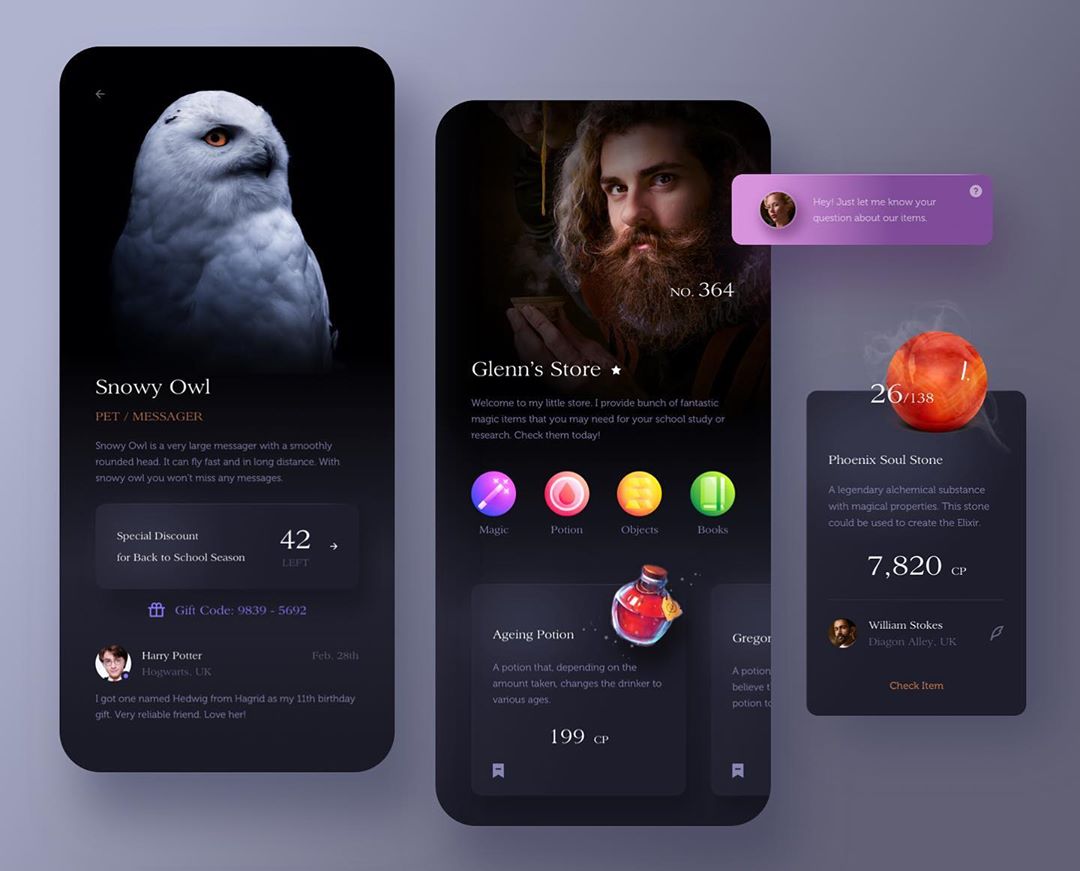 Snowy Owl
PET / MESSAGER
Snowy Owl is a very large messager with a smoothly
rounded head. It can fly fast and in long distance. With
snowy owl you won't miss any messages.
Special Discount
for Back to School Season
42
LEFT
Gift Code: 9839 - 5692
Harry Potter
Feb. 28th
Hogwarts, UK
I got one named Hedwig from Hagrid as my 11th birthday
gift. Very reliable friend. Love her!
NO. 364
Glenn's Store
Welcome to my little store. I provide bunch of fantastic
magic items that you may need for your school study or
research. Check them today!
Magic
Potion
Objects
Books
Ageing Potion
A potion that, depending on the
amount taken, changes the drinker to
various ages.
199 CP
Gregor
A potion
believe t
potion to
Hey! Just let me know your
question about our items.
?
26/138
Phoenix Soul Stone
A legendary alchemical substance
with magical properties. This stone
could be used to create the Elixir.
7,820 CP
William Stokes
Diagon Alley, UK
Check Item